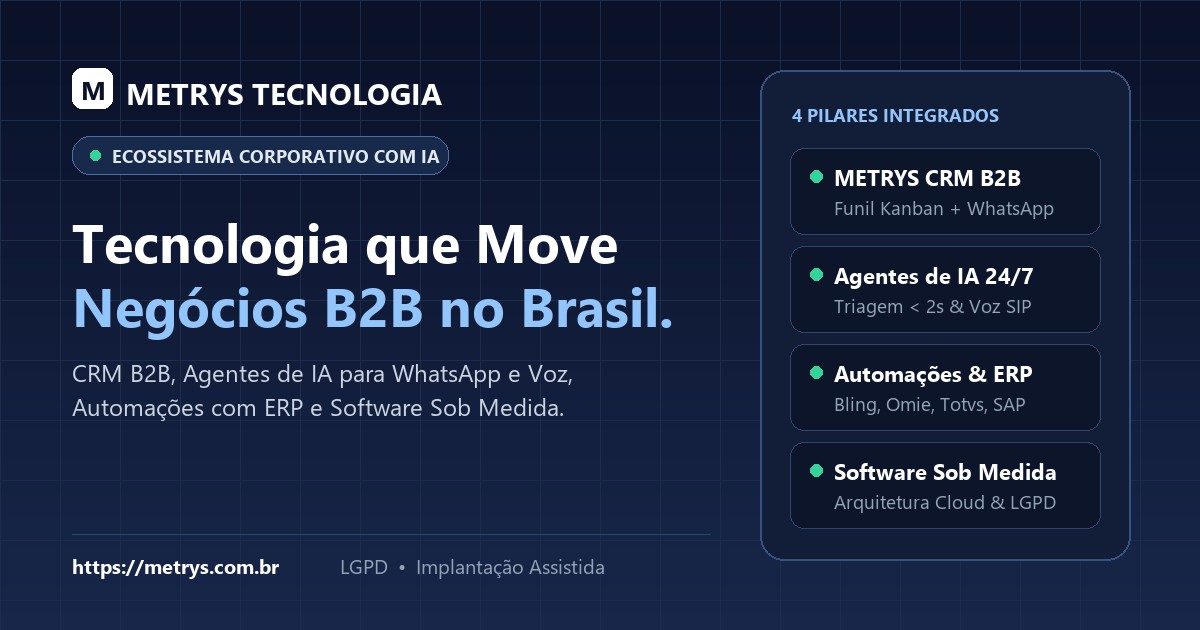 M METRYS TECNOLOGIA
ECOSSISTEMA CORPORATIVO COM IA
Tecnologia que Move
Negócios B2B no Brasil.
CRM B2B, Agentes de IA para WhatsApp e Voz,
Automações com ERP e Software Sob Medida.
https://metrys.com.br
LGPD • Implantação Assistida
4 PILARES INTEGRADOS
METRYS CRM B2B
Funil Kanban + WhatsApp
Agentes de IA 24/7
Triagem < 2s & Voz SIP
Automações & ERP
Bling, Omie, Totvs, SAP
Software Sob Medida
Arquitetura Cloud & LGPD